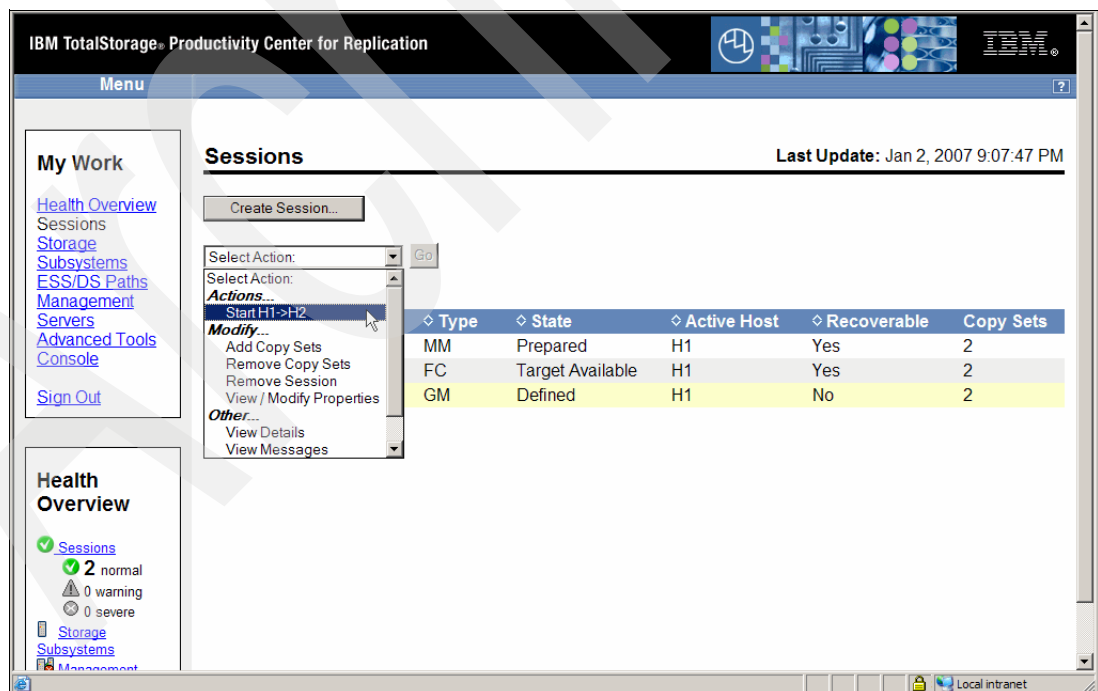 IBM TotalStorage® Productivity Center for Replication
IBM®
Menu
?
My Work
Health Overview
Sessions
Storage
Subsystems
ESS/DS Paths
Management
Servers
Advanced Tools
Console
Sign Out
Health
Overview
Sessions
2 normal
0 warning
0 severe
Storage
Subsystems
Management
Sessions
Last Update: Jan 2, 2007 9:07:47 PM
Create Session...
Select Action:
Go
Select Action:
Actions...
Start H1->H2
Modify...
Add Copy Sets
Remove Copy Sets
Remove Session
View / Modify Properties
Other...
View Details
View Messages
Type State Active Host Recoverable Copy Sets
MM Prepared H1 Yes 2
FC Target Available H1 Yes 2
GM Defined H1 No 2
Local intranet